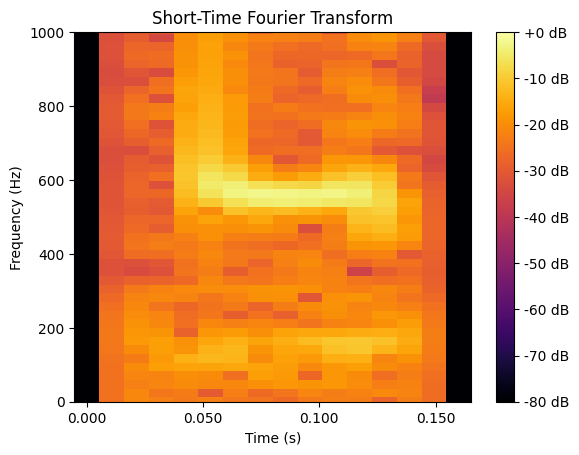 Short-Time Fourier Transform
1000
800
600
400
200
0
Frequency (Hz)
0.000
0.050
0.100
0.150
Time (s)
+0 dB
-10 dB
-20 dB
-30 dB
-40 dB
-50 dB
-60 dB
-70 dB
-80 dB